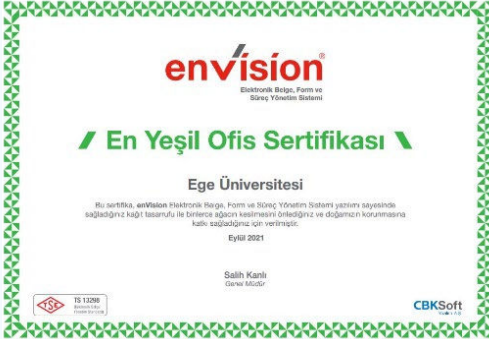 envision®
Elektronik Belge, Form ve
Süreç Yönetim Sistemi
En Yeşil Ofis Sertifikası
Ege Üniversitesi
Bu sertifika, enVision Elektronik Belge, Form ve Süreç Yönetim Sistemi yazılımı sayesinde
sağladığınız kağıt tasarrufu ile binlerce ağacın kesilmesini önlediğiniz ve doğamızın korunmasına
katkı sağladığınız için verilmiştir.
Eylül 2021
Salih Kanlı
Genel Müdür
TSE
TS 13298
CBKSoft